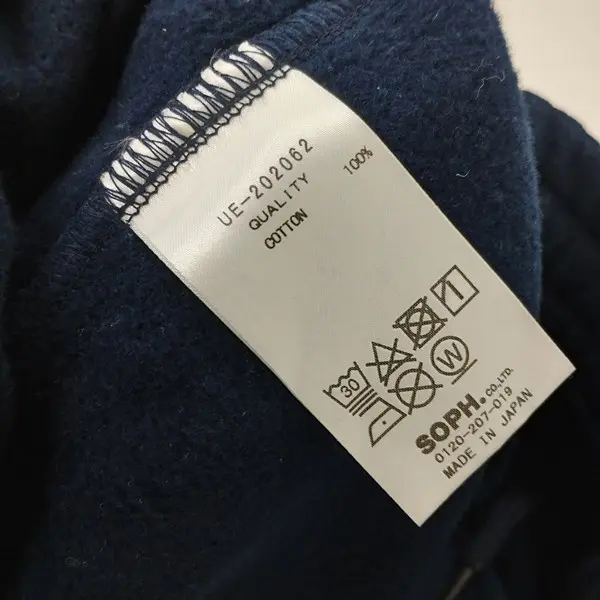 UE-202062
QUALITY
COTTON 100%
30
W
SOPH. CO.,LTD.
0120-207-019
MADE IN JAPAN